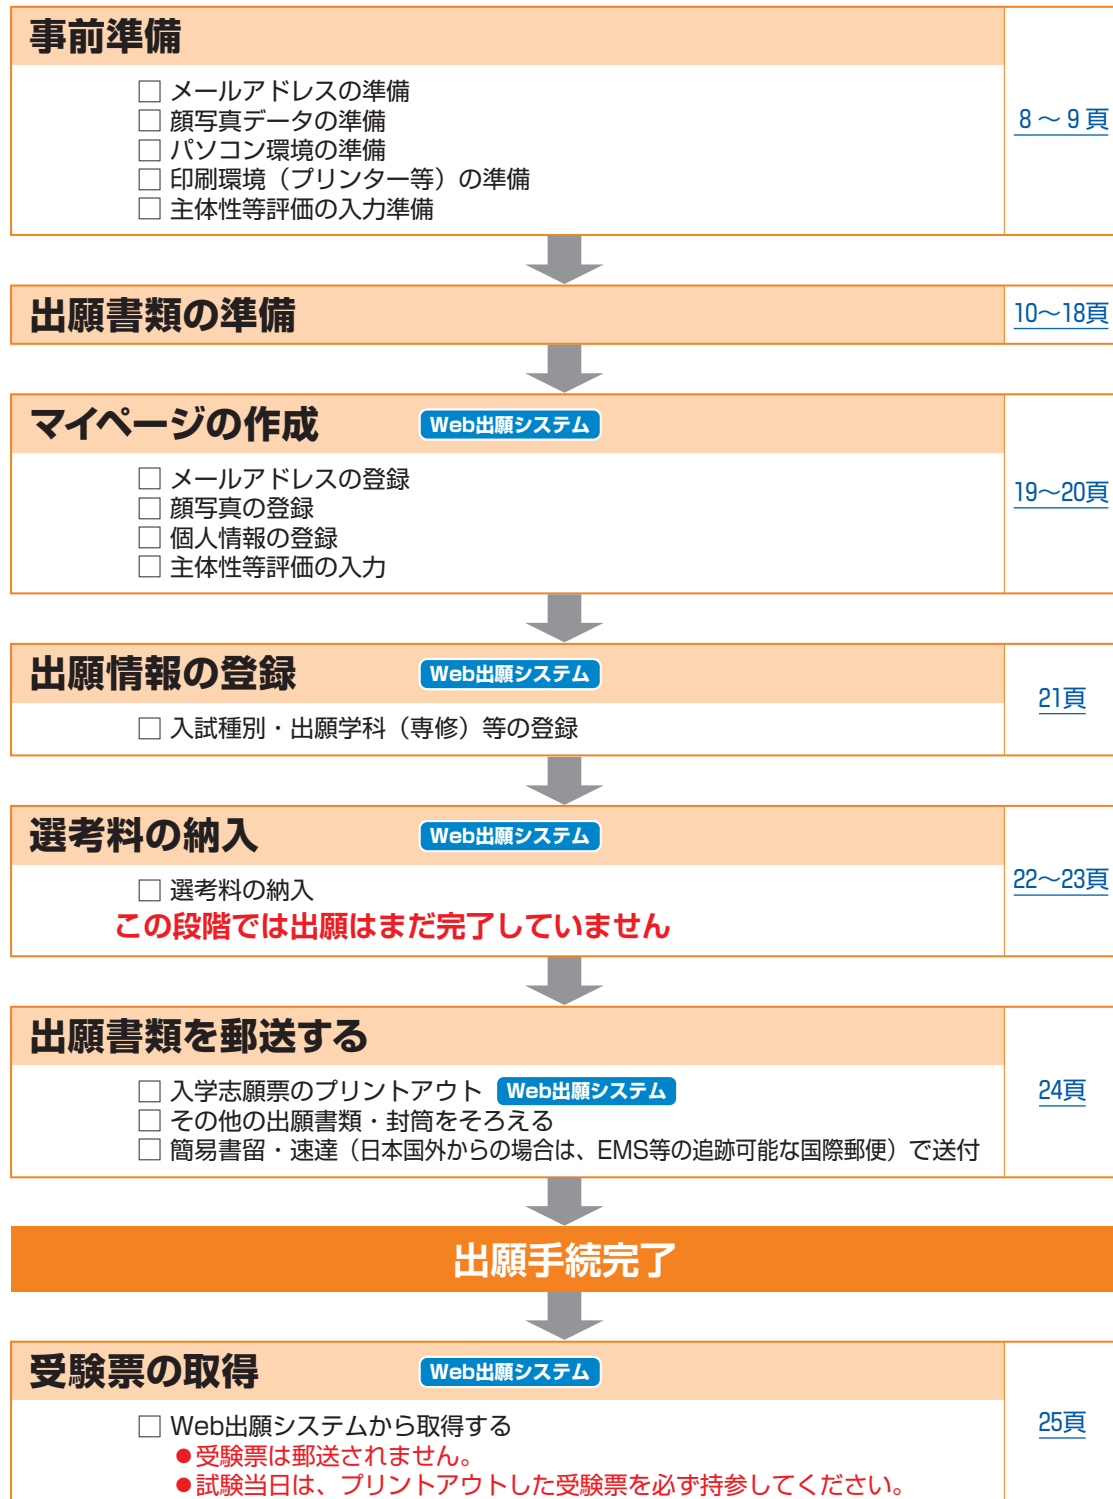 事前準備
□ メールアドレスの準備
□ 顔写真データの準備
□ パソコン環境の準備
□ 印刷環境（プリンター等）の準備
□ 主体性等評価の入力準備
8～9頁
出願書類の準備
10～18頁
マイページの作成 Web出願システム
□ メールアドレスの登録
□ 顔写真の登録
□ 個人情報の登録
□ 主体性等評価の入力
19～20頁
出願情報の登録 Web出願システム
□ 入試種別・出願学科（専修）等の登録
21頁
選考料の納入 Web出願システム
□ 選考料の納入
この段階では出願はまだ完了していません
22～23頁
出願書類を郵送する
□ 入学志願票のプリントアウト Web出願システム
□ その他の出願書類・封筒をそろえる
□ 簡易書留・速達（日本国外からの場合は、EMS等の追跡可能な国際郵便）で送付
24頁
出願手続完了
受験票の取得 Web出願システム
□ Web出願システムから取得する
●受験票は郵送されません。
●試験当日は、プリントアウトした受験票を必ず持参してください。
25頁